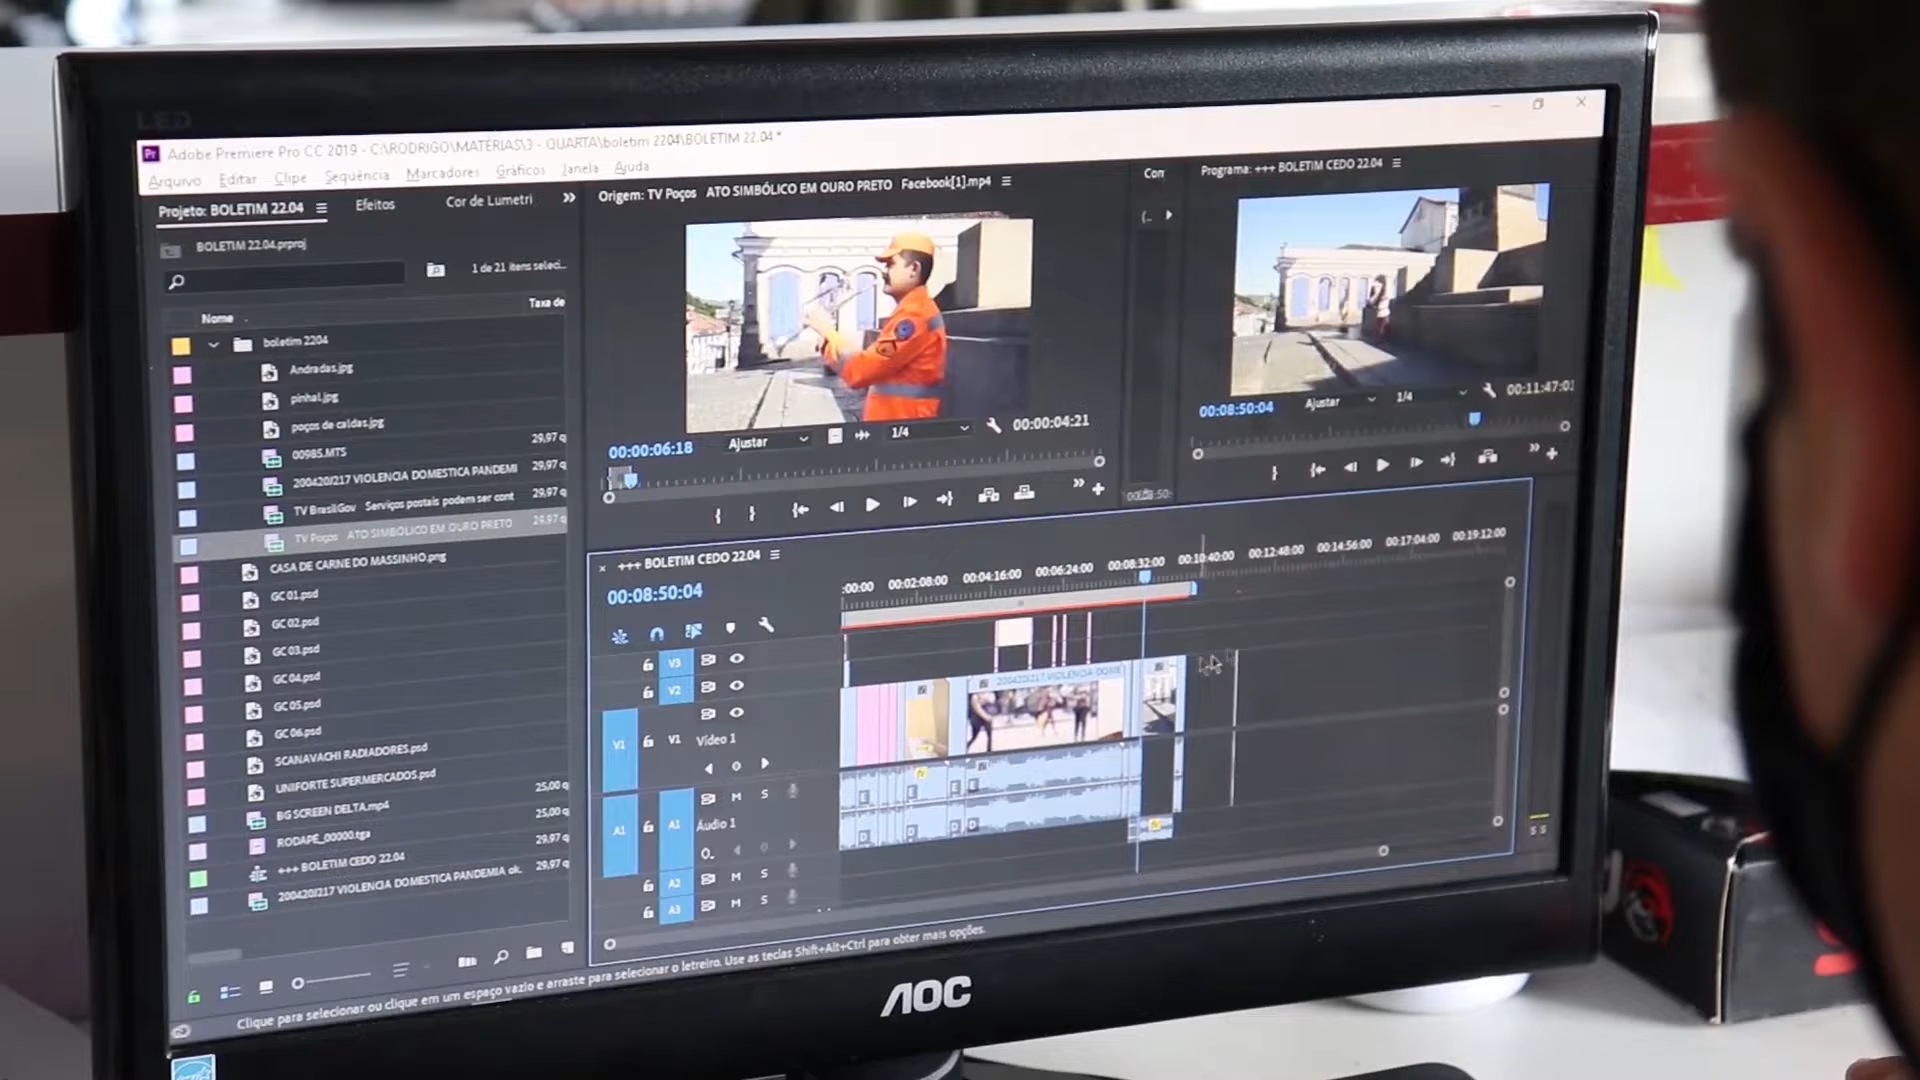 LED
Pr Adobe Premiere Pro CC 2019 - C:\RODRIGO\MATÉRIAS\3 - QUARTA\boletim 2204\BOLETIM 22.04 *
Arquivo Editar Clipe Sequência Marcadores Gráficos Janela Ajuda
Projeto: BOLETIM 22.04 Efeitos Cor de Lumetri
BOLETIM 22.04.prproj
1 de 21 itens seleci...
Nome Taxa de
boletim 2204
Andradas.jpg
pinhal.jpg
poços de caldas.jpg
00985.MTS 29,97 q
200420J217 VIOLENCIA DOMESTICA PANDEMI 29,97 q
TV BrasilGov Serviços postais podem ser cont 29,97 q
TV Poços ATO SIMBÓLICO EM OURO PRETO 29,97 q
CASA DE CARNE DO MASSINHO.png
GC 01.psd
GC 02.psd
GC 03.psd
GC 04.psd
GC 05.psd
GC 06.psd
SCANAVACHI RADIADORES.psd
UNIFORTE SUPERMERCADOS.psd
BG SCREEN DELTA.mp4 25,00 q
RODAPÉ_00000.tga 25,00 q
+++ BOLETIM CEDO 22.04 29,97 q
200420J217 VIOLENCIA DOMESTICA PANDEMIA ok. 29,97 q
Origem: TV Poços ATO SIMBÓLICO EM OURO PRETO Facebook[1].mp4
00:00:06:18 Ajustar 1/4 00:00:04:21
Con
Programa: +++ BOLETIM CEDO 22.04
00:08:50:04 Ajustar 1/4 00:11:47:01
× +++ BOLETIM CEDO 22.04
00:08:50:04
:00:00 00:02:08:00 00:04:16:00 00:06:24:00 00:08:32:00 00:10:40:00 00:12:48:00 00:14:56:00 00:17:04:00 00:19:12:00
V3
V2
V1 V1 Vídeo 1
A1 A1 M S
Áudio 1
A2 M S
A3 M S
200420J217 VIOLENCIA DOME
S S
Clique para selecionar ou clique em um espaço vazio e arraste para selecionar o letreiro. Use as teclas Shift+Alt+Ctrl para obter mais opções.
AOC